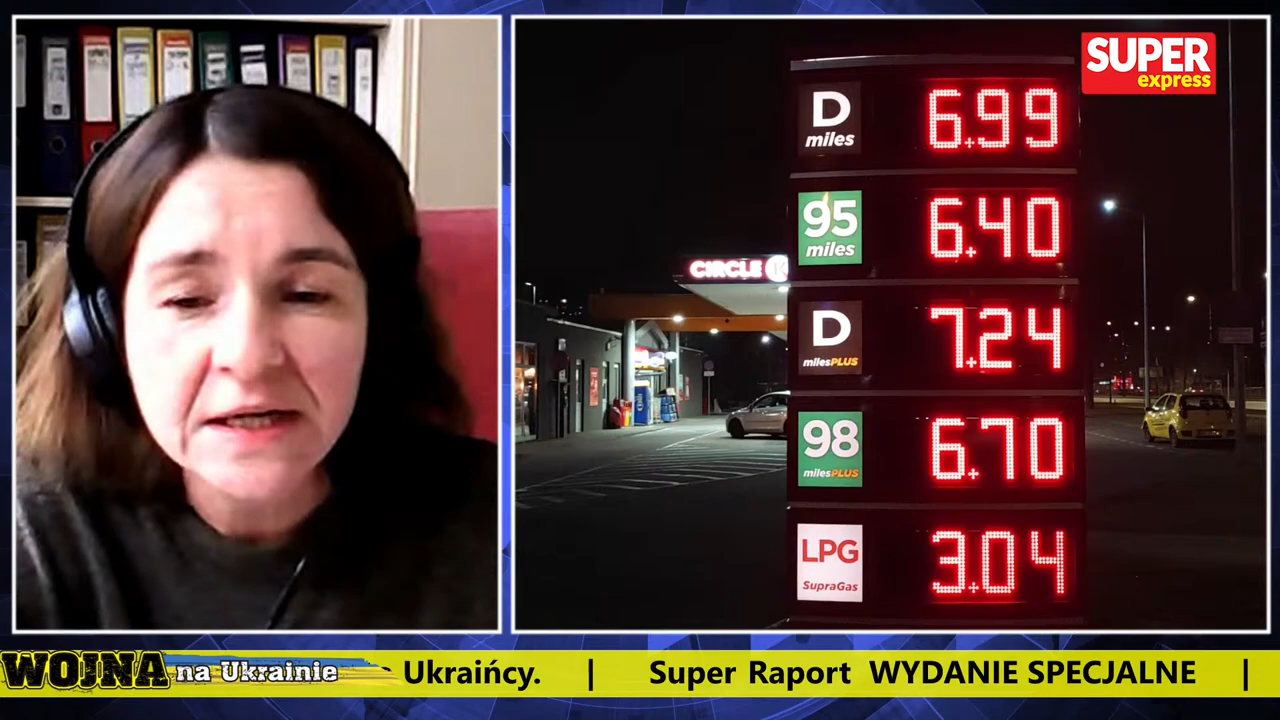 SUPER
express
D
miles
6.99
95
miles
6.40
CIRCLE K
D
milesPLUS
7.24
98
milesPLUS
6.70
LPG
SupraGas
3.04
WOJNA na Ukrainie
Ukraińcy. | Super Raport WYDANIE SPECJALNE |